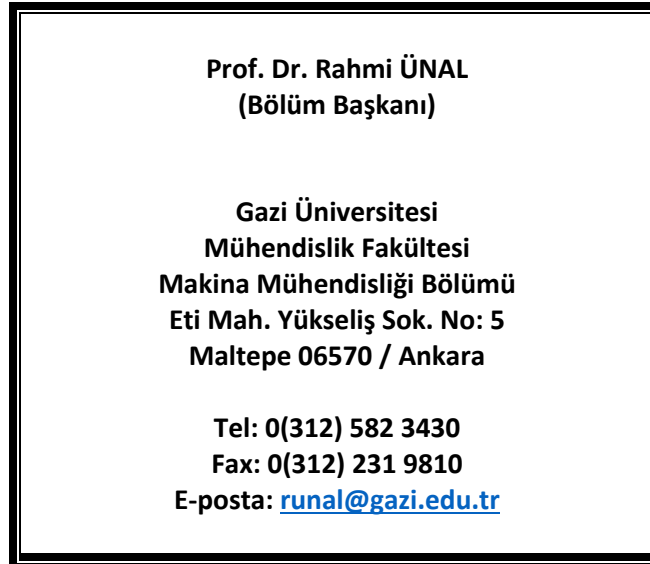 Prof. Dr. Rahmi ÜNAL
(Bölüm Başkanı)
Gazi Üniversitesi
Mühendislik Fakültesi
Makina Mühendisliği Bölümü
Eti Mah. Yükseliş Sok. No: 5
Maltepe 06570 / Ankara
Tel: 0(312) 582 3430
Fax: 0(312) 231 9810
E-posta: runal@gazi.edu.tr